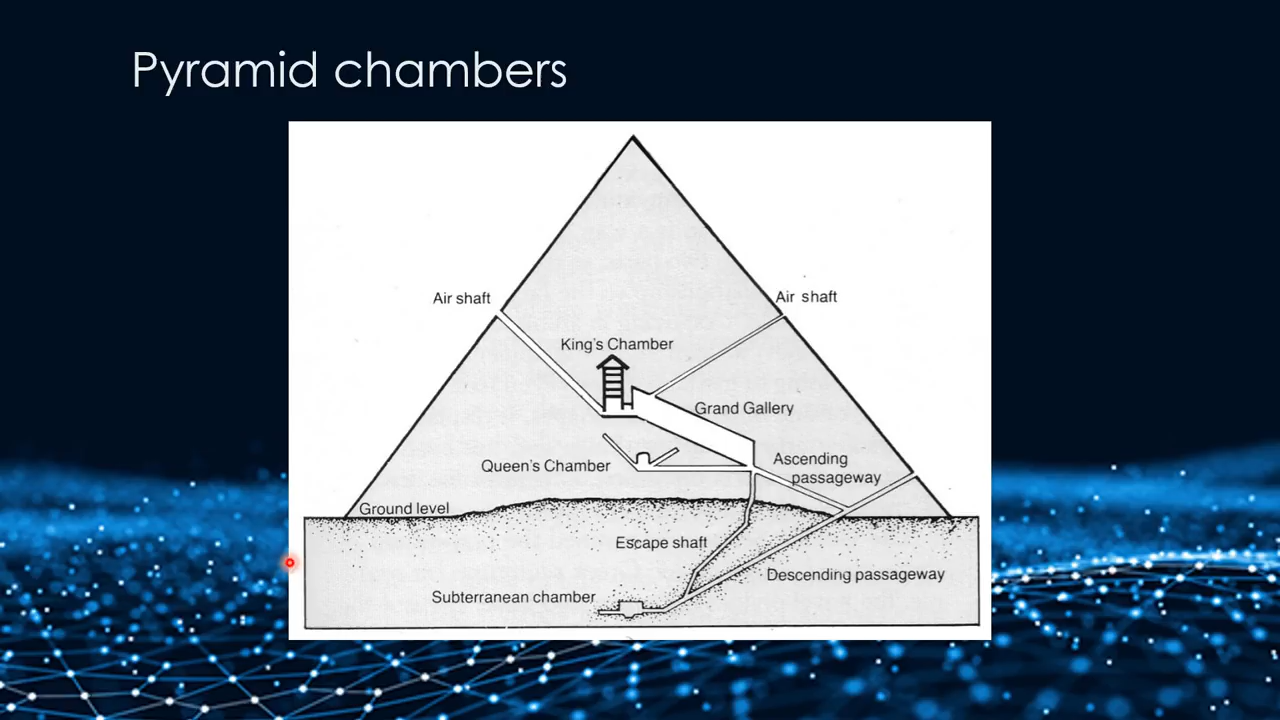 Pyramid chambers
Air shaft
Air shaft
King's Chamber
Grand Gallery
Queen's Chamber
Ascending
passageway
Ground level
Escape shaft
Descending passageway
Subterranean chamber